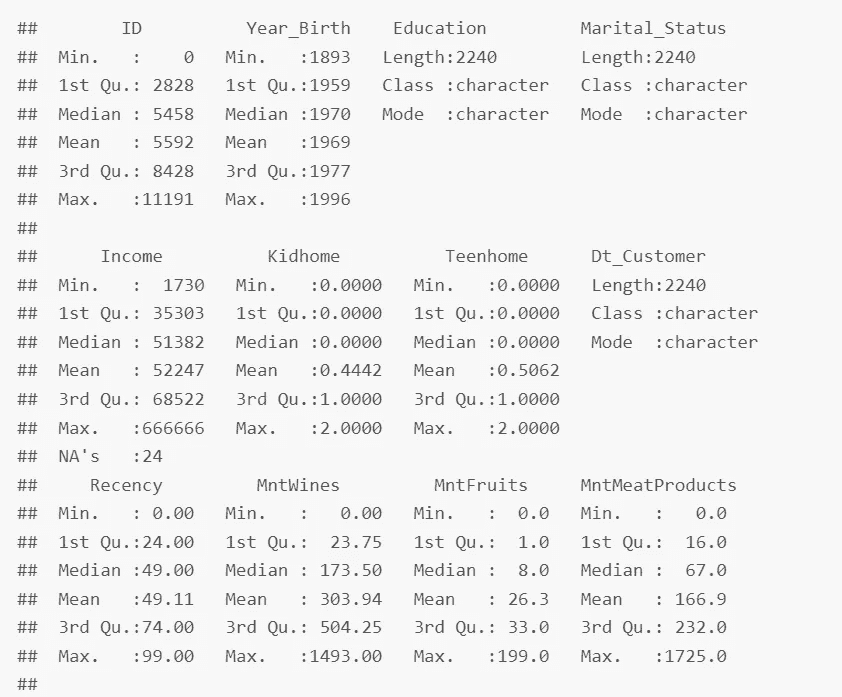 ##        ID          Year_Birth    Education         Marital_Status
##  Min.   :    0   Min.   :1893   Length:2240        Length:2240
##  1st Qu.: 2828   1st Qu.:1959   Class :character   Class :character
##  Median : 5458   Median :1970   Mode  :character   Mode  :character
##  Mean   : 5592   Mean   :1969
##  3rd Qu.: 8428   3rd Qu.:1977
##  Max.   :11191   Max.   :1996
##
##      Income          Kidhome          Teenhome      Dt_Customer
##  Min.   :  1730   Min.   :0.0000   Min.   :0.0000   Length:2240
##  1st Qu.: 35303   1st Qu.:0.0000   1st Qu.:0.0000   Class :character
##  Median : 51382   Median :0.0000   Median :0.0000   Mode  :character
##  Mean   : 52247   Mean   :0.4442   Mean   :0.5062
##  3rd Qu.: 68522   3rd Qu.:1.0000   3rd Qu.:1.0000
##  Max.   :666666   Max.   :2.0000   Max.   :2.0000
##  NA's   :24
##     Recency         MntWines         MntFruits     MntMeatProducts
##  Min.   : 0.00   Min.   :   0.00   Min.   :  0.0   Min.   :   0.0
##  1st Qu.:24.00   1st Qu.:  23.75   1st Qu.:  1.0   1st Qu.:  16.0
##  Median :49.00   Median : 173.50   Median :  8.0   Median :  67.0
##  Mean   :49.11   Mean   : 303.94   Mean   : 26.3   Mean   : 166.9
##  3rd Qu.:74.00   3rd Qu.: 504.25   3rd Qu.: 33.0   3rd Qu.: 232.0
##  Max.   :99.00   Max.   :1493.00   Max.   :199.0   Max.   :1725.0
##